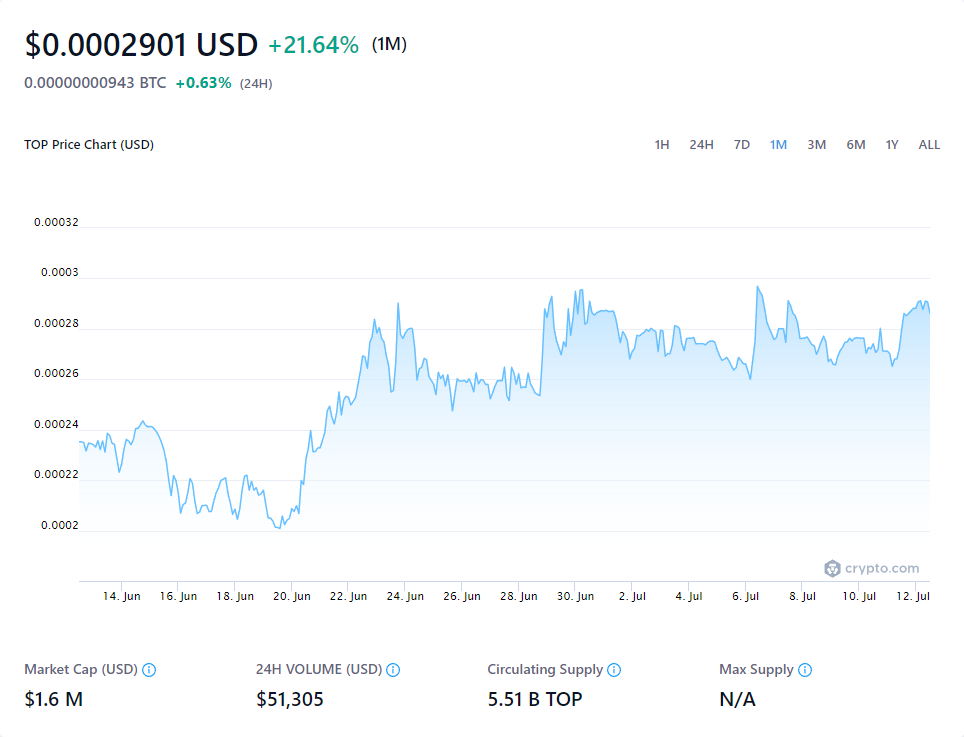 $0.0002901 USD +21.64% (1M)
0.00000000943 BTC +0.63% (24H)
TOP Price Chart (USD) 1H 24H 7D 1M 3M 6M 1Y ALL
0.00032
0.0003
0.00028
0.00026
0.00024
0.00022
0.0002
crypto.com
14. Jun 16. Jun 18. Jun 20. Jun 22. Jun 24. Jun 26. Jun 28. Jun 30. Jun 2. Jul 4. Jul 6. Jul 8. Jul 10. Jul 12. Jul
Market Cap (USD) 24H VOLUME (USD) Circulating Supply Max Supply
$1.6 M $51,305 5.51 B TOP N/A